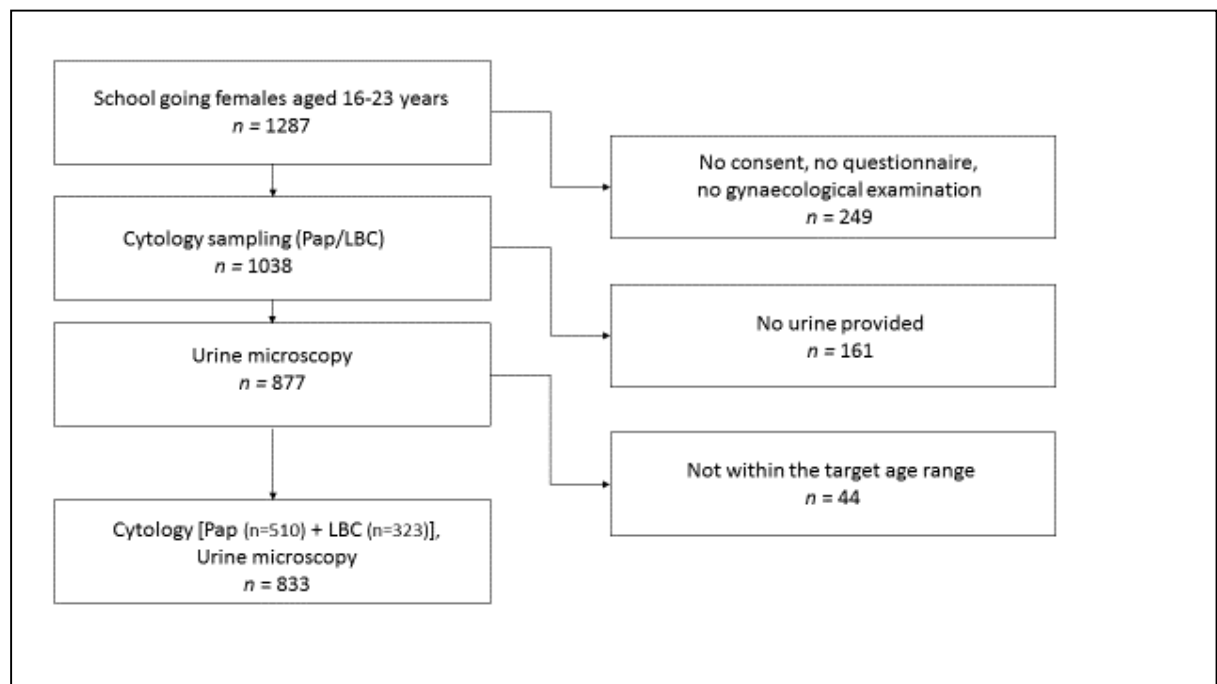 School going females aged 16-23 years
n = 1287
No consent, no questionnaire,
no gynaecological examination
n = 249
Cytology sampling (Pap/LBC)
n = 1038
No urine provided
n = 161
Urine microscopy
n = 877
Not within the target age range
n = 44
Cytology [Pap (n=510) + LBC (n=323)],
Urine microscopy
n = 833